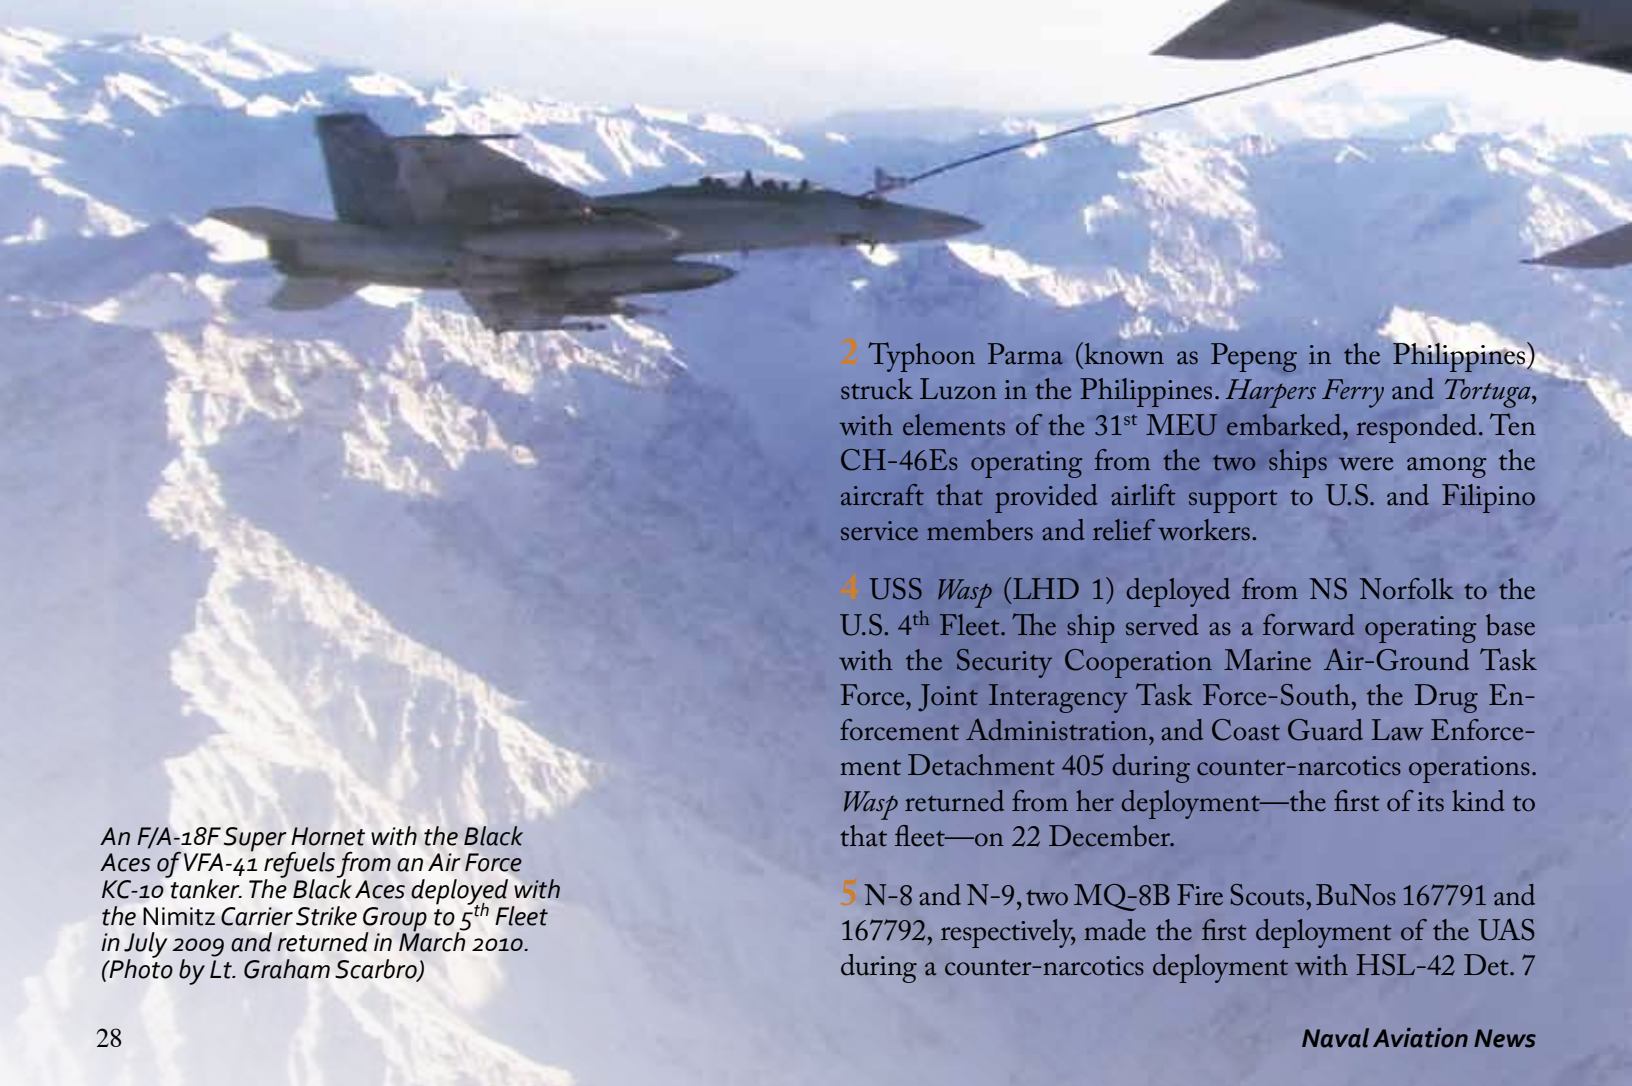 2 Typhoon Parma (known as Pepeng in the Philippines)
struck Luzon in the Philippines. Harpers Ferry and Tortuga,
with elements of the 31st MEU embarked, responded. Ten
CH-46Es operating from the two ships were among the
aircraft that provided airlift support to U.S. and Filipino
service members and relief workers.
4 USS Wasp (LHD 1) deployed from NS Norfolk to the
U.S. 4th Fleet. The ship served as a forward operating base
with the Security Cooperation Marine Air-Ground Task
Force, Joint Interagency Task Force-South, the Drug En-
forcement Administration, and Coast Guard Law Enforce-
ment Detachment 405 during counter-narcotics operations.
Wasp returned from her deployment—the first of its kind to
that fleet—on 22 December.
5 N-8 and N-9, two MQ-8B Fire Scouts, BuNos 167791 and
167792, respectively, made the first deployment of the UAS
during a counter-narcotics deployment with HSL-42 Det. 7
An F/A-18F Super Hornet with the Black
Aces of VFA-41 refuels from an Air Force
KC-10 tanker. The Black Aces deployed with
the Nimitz Carrier Strike Group to 5th Fleet
in July 2009 and returned in March 2010.
(Photo by Lt. Graham Scarbro)
28
Naval Aviation News